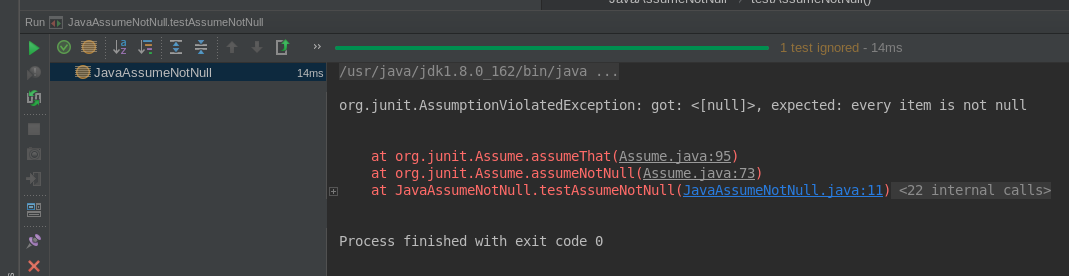 Run JavaAssumeNotNull.testAssumeNotNull
1 test ignored - 14ms
JavaAssumeNotNull 14ms
/usr/java/jdk1.8.0_162/bin/java ...
org.junit.AssumptionViolatedException: got: <[null]>, expected: every item is not null
at org.junit.Assume.assumeThat(Assume.java:95)
at org.junit.Assume.assumeNotNull(Assume.java:73)
at JavaAssumeNotNull.testAssumeNotNull(JavaAssumeNotNull.java:11) <22 internal calls>
Process finished with exit code 0